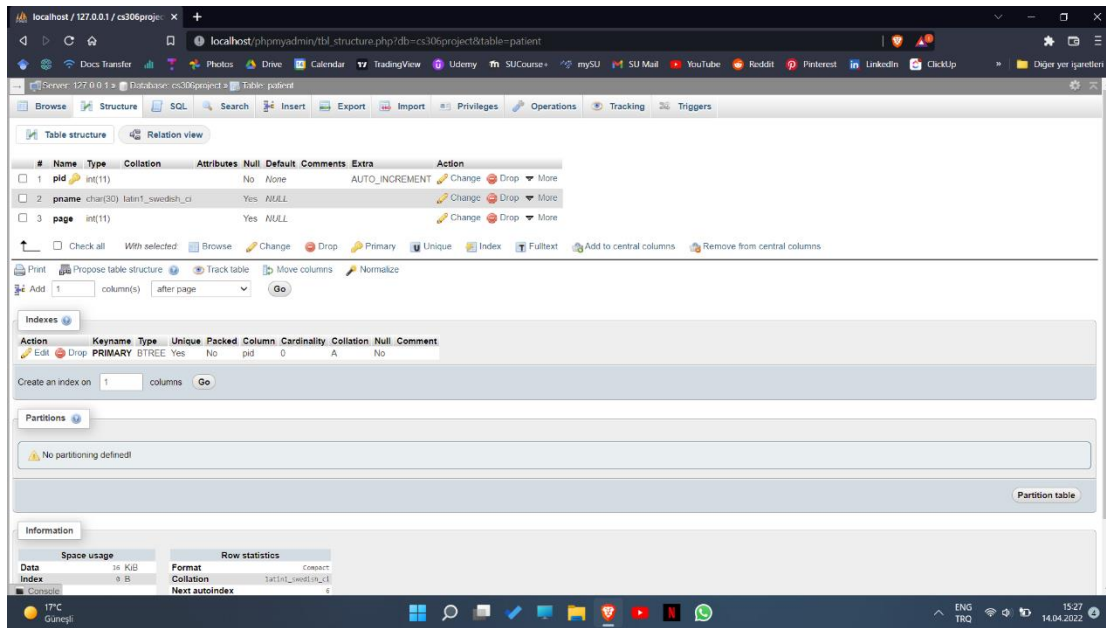 localhost / 127.0.0.1 / cs306projec
localhost/phpmyadmin/tbl_structure.php?db=cs306project&table=patient
Docs Transfer Photos Drive Calendar TradingView Udemy SUCourse+ mySU SU Mail YouTube Reddit Pinterest LinkedIn ClickUp » Diğer yer işaretleri
Server: 127.0.0.1 » Database: cs306project » Table: patient
Browse Structure SQL Search Insert Export Import Privileges Operations Tracking Triggers
Table structure Relation view
# Name Type Collation Attributes Null Default Comments Extra Action
1 pid int(11) No None AUTO_INCREMENT Change Drop More
2 pname char(30) latin1_swedish_ci Yes NULL Change Drop More
3 page int(11) Yes NULL Change Drop More
Check all With selected: Browse Change Drop Primary Unique Index Fulltext Add to central columns Remove from central columns
Print Propose table structure Track table Move columns Normalize
Add 1 column(s) after page Go
Indexes
Action Keyname Type Unique Packed Column Cardinality Collation Null Comment
Edit Drop PRIMARY BTREE Yes No pid 0 A No
Create an index on 1 columns Go
Partitions
No partitioning defined!
Partition table
Information
Space usage Row statistics
Data 16 KiB Format Compact
Index 0 B Collation latin1_swedish_ci
Console Next autoindex 6
17°C ENG 15:27
Güneşli TRQ 14.04.2022 4